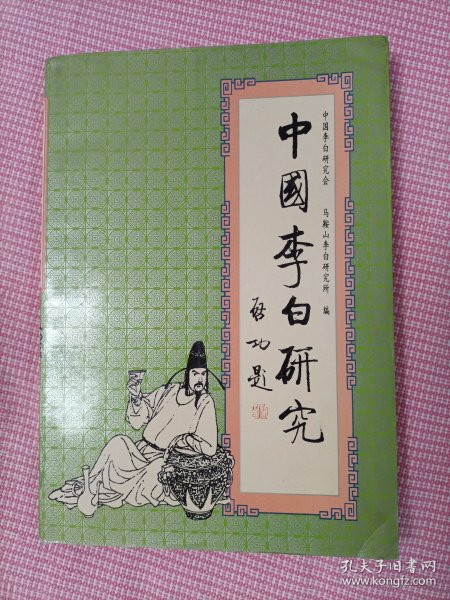 中国李白研究会 马鞍山李白研究所 编
中國李白研究
启功题
孔夫子旧书网
www.kongfz.com